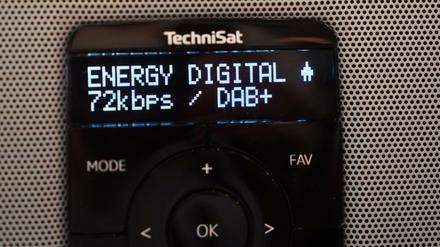 TechniSat
ENERGY DIGITAL
72kbps / DAB+
MODE
+
FAV
< OK >